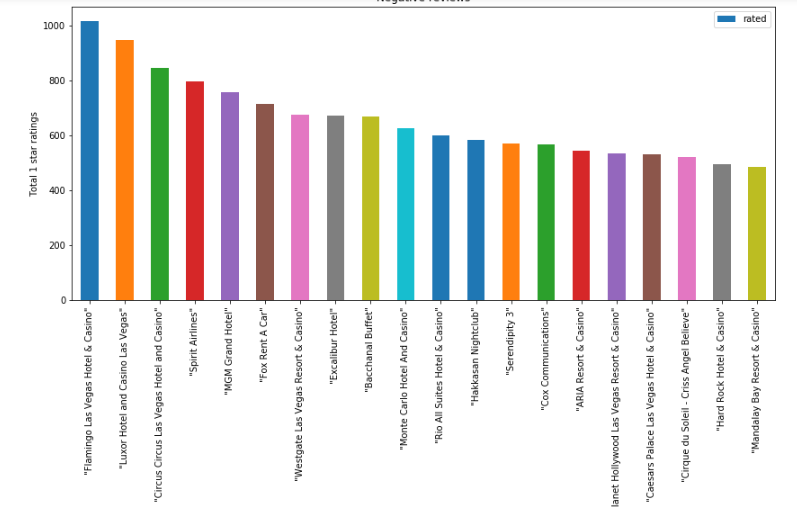 Negative reviews
rated
Total 1 star ratings
1000
800
600
400
200
0
"Flamingo Las Vegas Hotel & Casino"
"Luxor Hotel and Casino Las Vegas"
"Circus Circus Las Vegas Hotel and Casino"
"Spirit Airlines"
"MGM Grand Hotel"
"Fox Rent A Car"
"Westgate Las Vegas Resort & Casino"
"Excalibur Hotel"
"Bacchanal Buffet"
"Monte Carlo Hotel And Casino"
"Rio All Suites Hotel & Casino"
"Hakkasan Nightclub"
"Serendipity 3"
"Cox Communications"
"ARIA Resort & Casino"
lanet Hollywood Las Vegas Resort & Casino"
"Caesars Palace Las Vegas Hotel & Casino"
"Cirque du Soleil - Criss Angel Believe"
"Hard Rock Hotel & Casino"
"Mandalay Bay Resort & Casino"